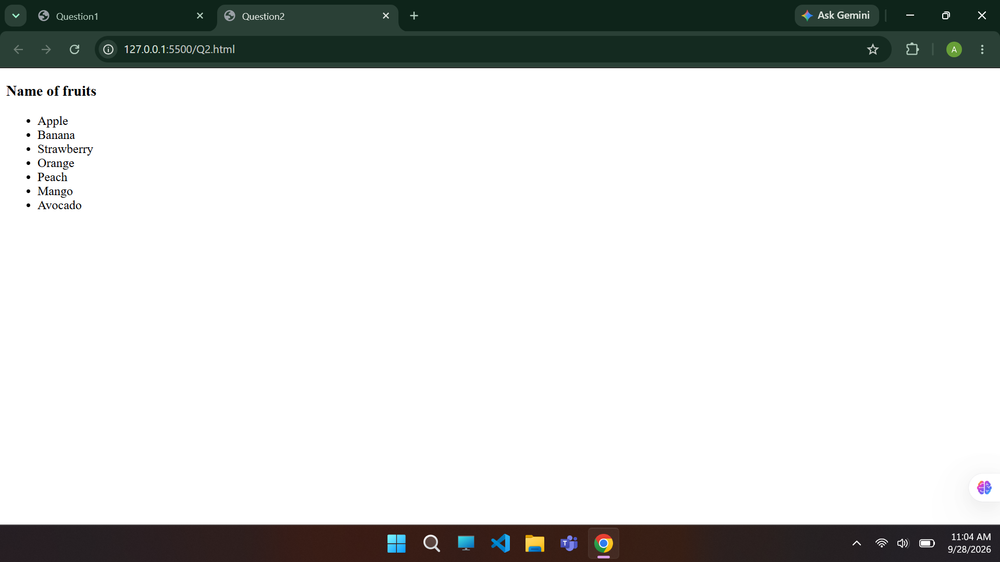 Question1
Question2
Ask Gemini
127.0.0.1:5500/Q2.html
A
Name of fruits
• Apple
• Banana
• Strawberry
• Orange
• Peach
• Mango
• Avocado
T
11:04 AM
9/28/2026